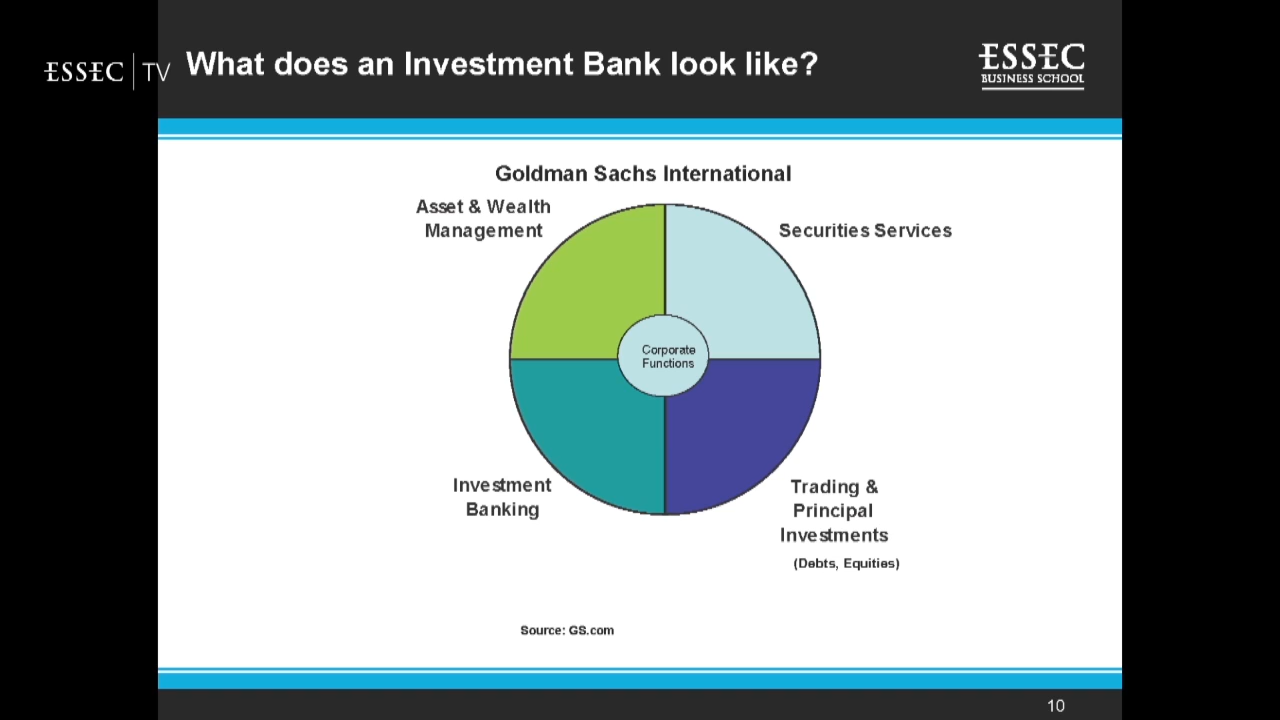 ESSEC | TV
What does an Investment Bank look like?
ESSEC
BUSINESS SCHOOL
Goldman Sachs International
Asset & Wealth
Management
Securities Services
Corporate
Functions
Investment
Banking
Trading &
Principal
Investments
(Debts, Equities)
Source: GS.com
10